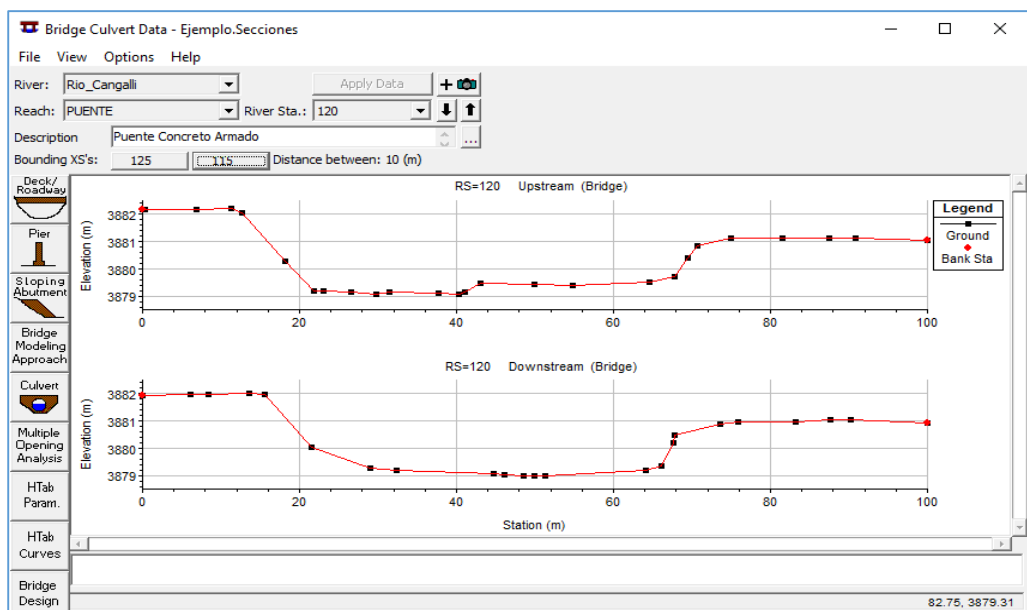 Bridge Culvert Data - Ejemplo.Secciones
File View Options Help
River: Rio_Cangalli Apply Data +
Reach: PUENTE River Sta.: 120
Description Puente Concreto Armado ...
Bounding XS's: 125 115 Distance between: 10 (m)
Deck/
Roadway
Pier
Sloping
Abutment
Bridge
Modeling
Approach
Culvert
Multiple
Opening
Analysis
HTab
Param.
HTab
Curves
Bridge
Design
RS=120 Upstream (Bridge)
Elevation (m)
3882
3881
3880
3879
0 20 40 60 80 100
Legend
Ground
Bank Sta
RS=120 Downstream (Bridge)
Elevation (m)
3882
3881
3880
3879
0 20 40 60 80 100
Station (m)
82.75, 3879.31